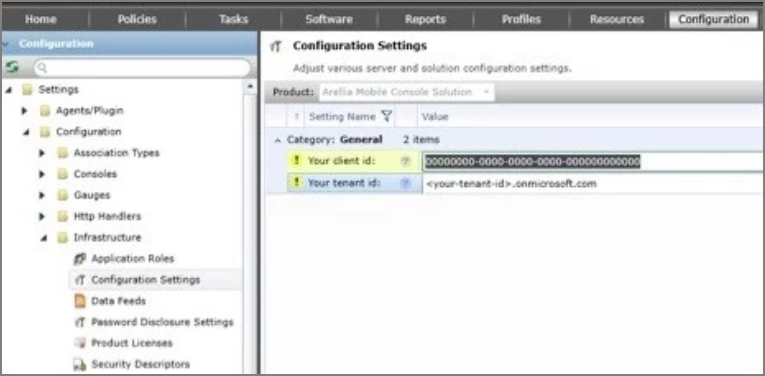 Home Policies Tasks Software Reports Profiles Resources Configuration
Configuration
Settings
Agents/Plugin
Configuration
Association Types
Consoles
Gauges
Http Handlers
Infrastructure
Application Roles
Configuration Settings
Data Feeds
Password Disclosure Settings
Product Licenses
Security Descriptors
Configuration Settings
Adjust various server and solution configuration settings.
Product: Arellia Mobile Console Solution
! Setting Name Value
Category: General 2 items
! Your client id: ? 00000000-0000-0000-0000-000000000000
! Your tenant id: ? <your-tenant-id>.onmicrosoft.com